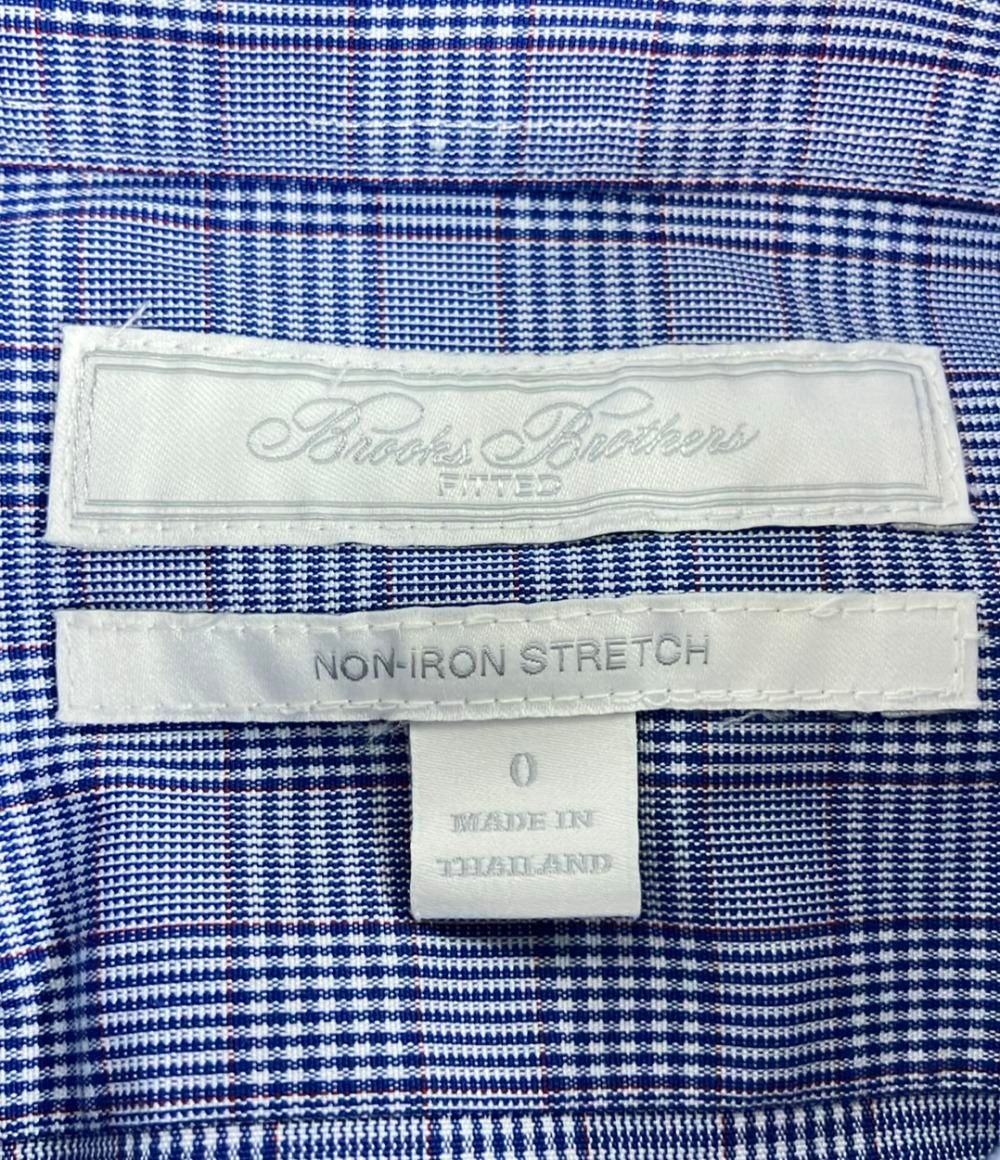 Brooks Brothers
FITTED
NON-IRON STRETCH
0
MADE IN
THAILAND